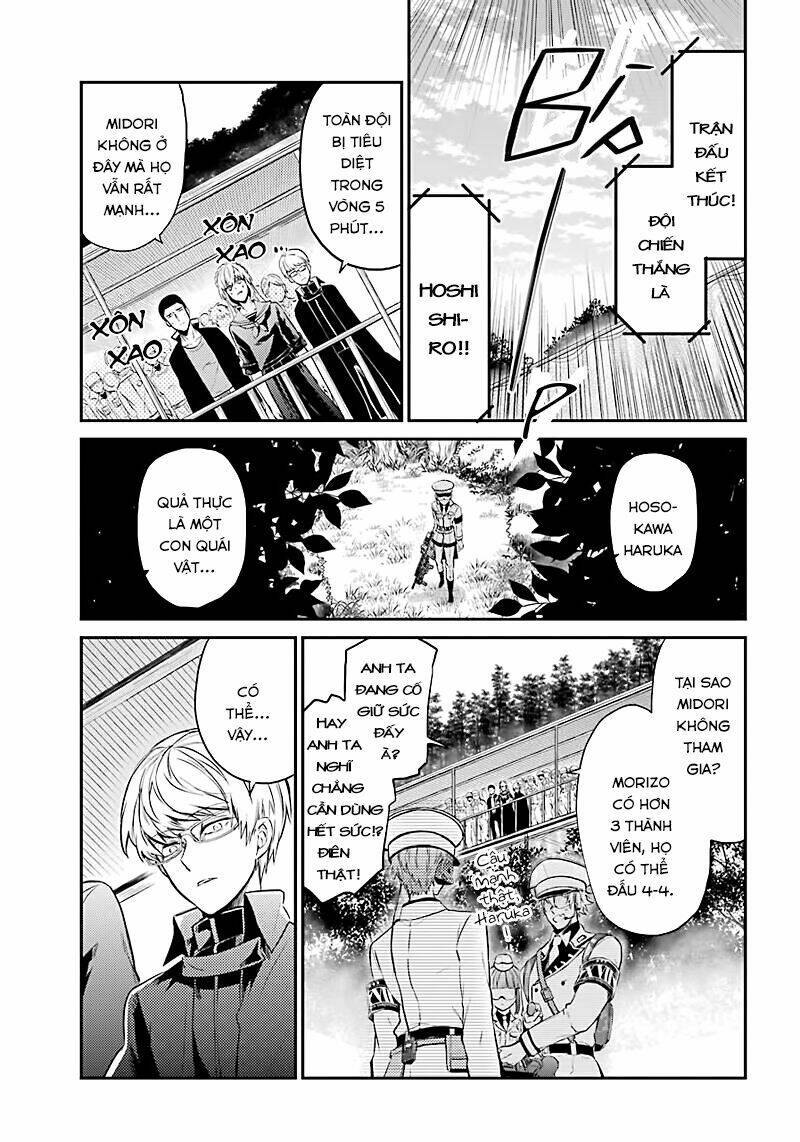 BÍP
TRẬN
ĐẤU KẾT
THÚC!
ĐỘI
CHIẾN
THẮNG
LÀ
HOSHI
SHI-
RO!!
P
TOÀN ĐỘI
BỊ TIÊU
DIỆT
TRONG
VÒNG 5
PHÚT...
MIDORI
KHÔNG Ở
ĐÂY MÀ HỌ
VẪN RẤT
MẠNH...
XÔN
XAO ...
XÔN
XAO
HOSO-
KAWA
HARUKA
QUẢ THỰC
LÀ MỘT
CON QUÁI
VẬT...
TẠI SAO
MIDORI
KHÔNG
THAM
GIA?
MORIZO
CÓ HƠN
3 THÀNH
VIÊN, HỌ
CÓ THỂ
ĐẤU 4-4.
ANH TA
ĐANG CỐ
GIỮ SỨC
ĐẤY
À?
HAY
ANH TA
NGHĨ
CHẲNG
CẦN DÙNG
HẾT SỨC!?
ĐIÊN
THẬT!
Cậu
mạnh
thật,
Haruka
!
CÓ
THỂ...
VẬY...